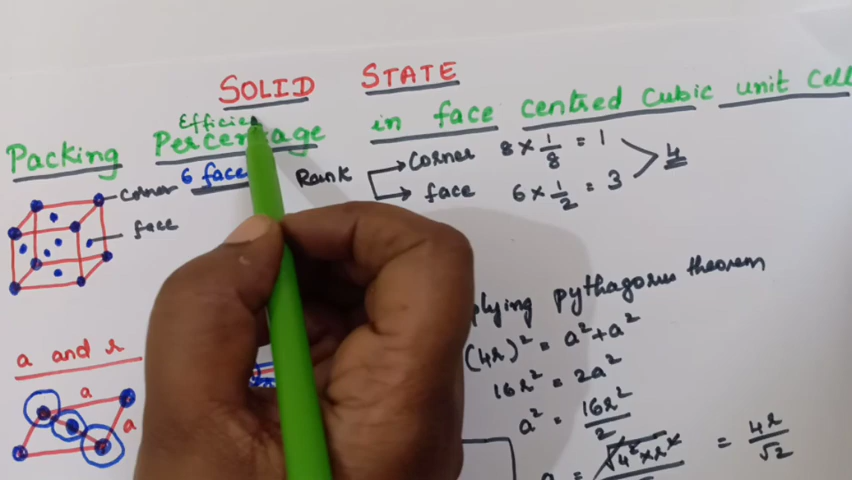 SOLID STATE
Efficien
Packing Percentage in face centred cubic unit cell
corner
face
6 face
Rank
Corner 8 × 1/8 = 1
face 6 × 1/2 = 3
4
a and r
a
a
plying pythagorus theorem
(4r)² = a² + a²
16r² = 2a²
a² = 16r²/2
= 4r/√2